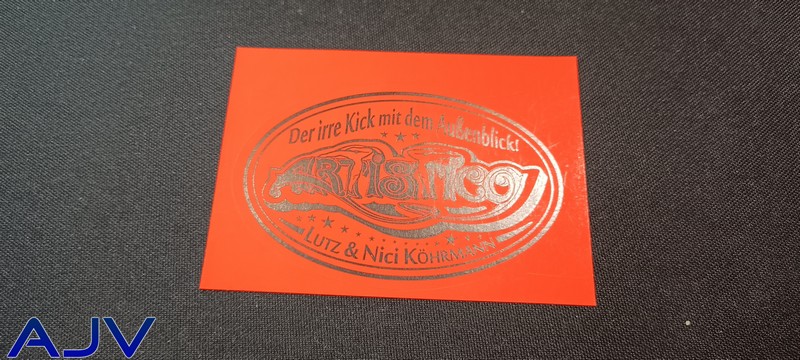 Der irre Kick mit dem Außenblick!
ARTISTICO
LUTZ & NICI KÖHRMANN
AJV